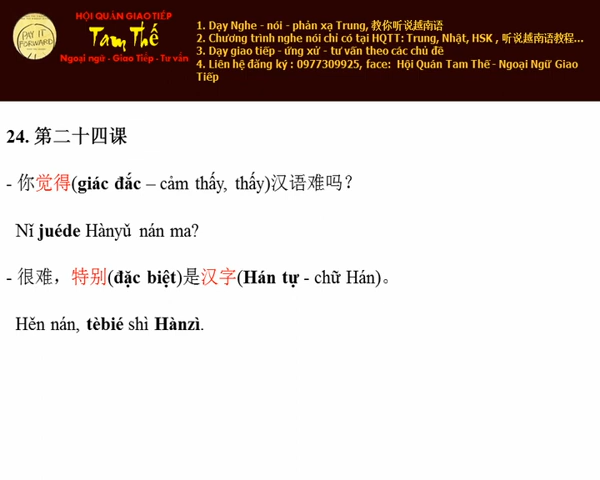 PAY IT
FORWARD
HỘI QUÁN GIAO TIẾP
Tam Thế
Ngoại ngữ - Giao Tiếp - Tư vấn
1. Dạy Nghe - nói - phản xạ Trung, 教你听说越南语
2. Chương trình nghe nói chỉ có tại HQTT: Trung, Nhật, HSK , 听说越南语教程...
3. Dạy giao tiếp - ứng xử - tư vấn theo các chủ đề
4. Liên hệ đăng ký : 0977309925, face: Hội Quán Tam Thế - Ngoại Ngữ Giao
Tiếp
24. 第二十四课
- 你觉得(giác đắc – cảm thấy, thấy)汉语难吗?
Nǐ juéde Hànyǔ nán ma?
- 很难，特别(đặc biệt)是汉字(Hán tự - chữ Hán)。
Hěn nán, tèbié shì Hànzì.